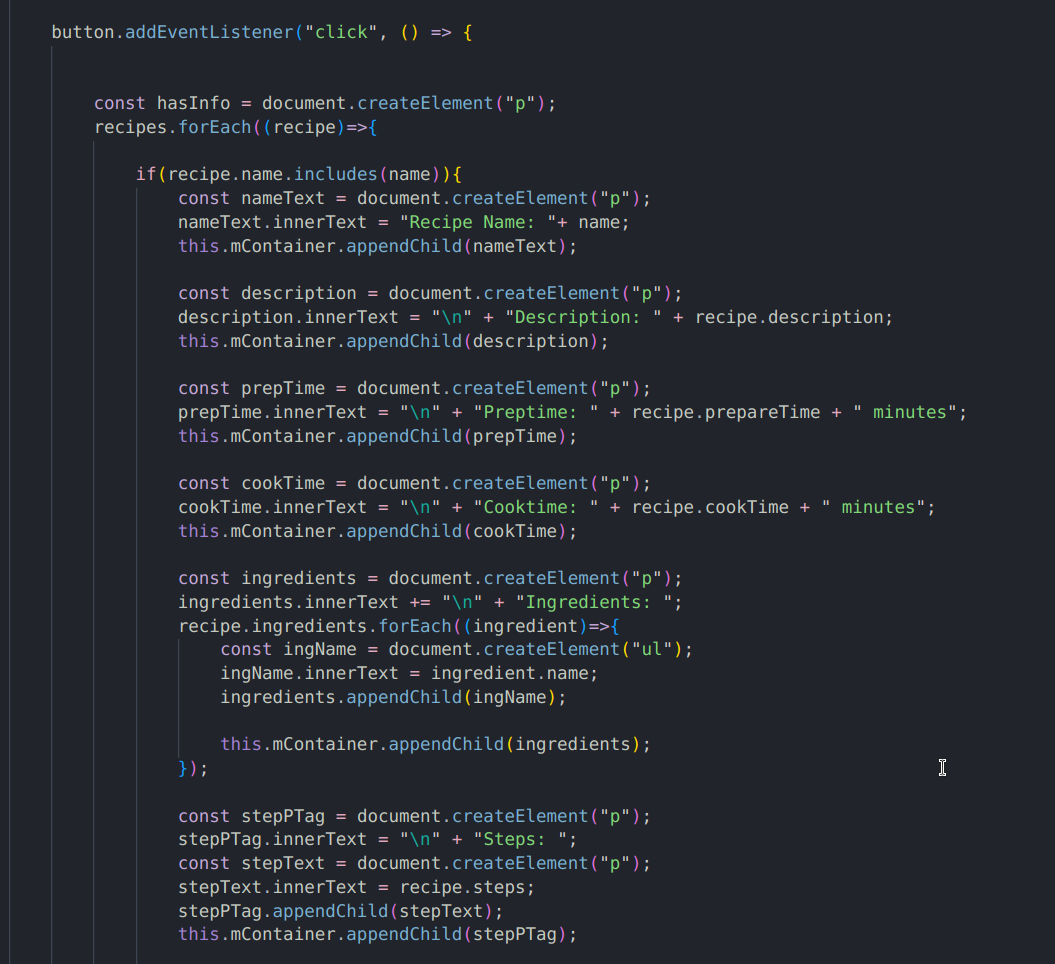 button.addEventListener("click", () => {
const hasInfo = document.createElement("p");
recipes.forEach((recipe)=>{
if(recipe.name.includes(name)){
const nameText = document.createElement("p");
nameText.innerText = "Recipe Name: "+ name;
this.mContainer.appendChild(nameText);
const description = document.createElement("p");
description.innerText = "\n" + "Description: " + recipe.description;
this.mContainer.appendChild(description);
const prepTime = document.createElement("p");
prepTime.innerText = "\n" + "Preptime: " + recipe.prepareTime + " minutes";
this.mContainer.appendChild(prepTime);
const cookTime = document.createElement("p");
cookTime.innerText = "\n" + "Cooktime: " + recipe.cookTime + " minutes";
this.mContainer.appendChild(cookTime);
const ingredients = document.createElement("p");
ingredients.innerText += "\n" + "Ingredients: ";
recipe.ingredients.forEach((ingredient)=>{
const ingName = document.createElement("ul");
ingName.innerText = ingredient.name;
ingredients.appendChild(ingName);
this.mContainer.appendChild(ingredients);
});
const stepPTag = document.createElement("p");
stepPTag.innerText = "\n" + "Steps: ";
const stepText = document.createElement("p");
stepText.innerText = recipe.steps;
stepPTag.appendChild(stepText);
this.mContainer.appendChild(stepPTag);